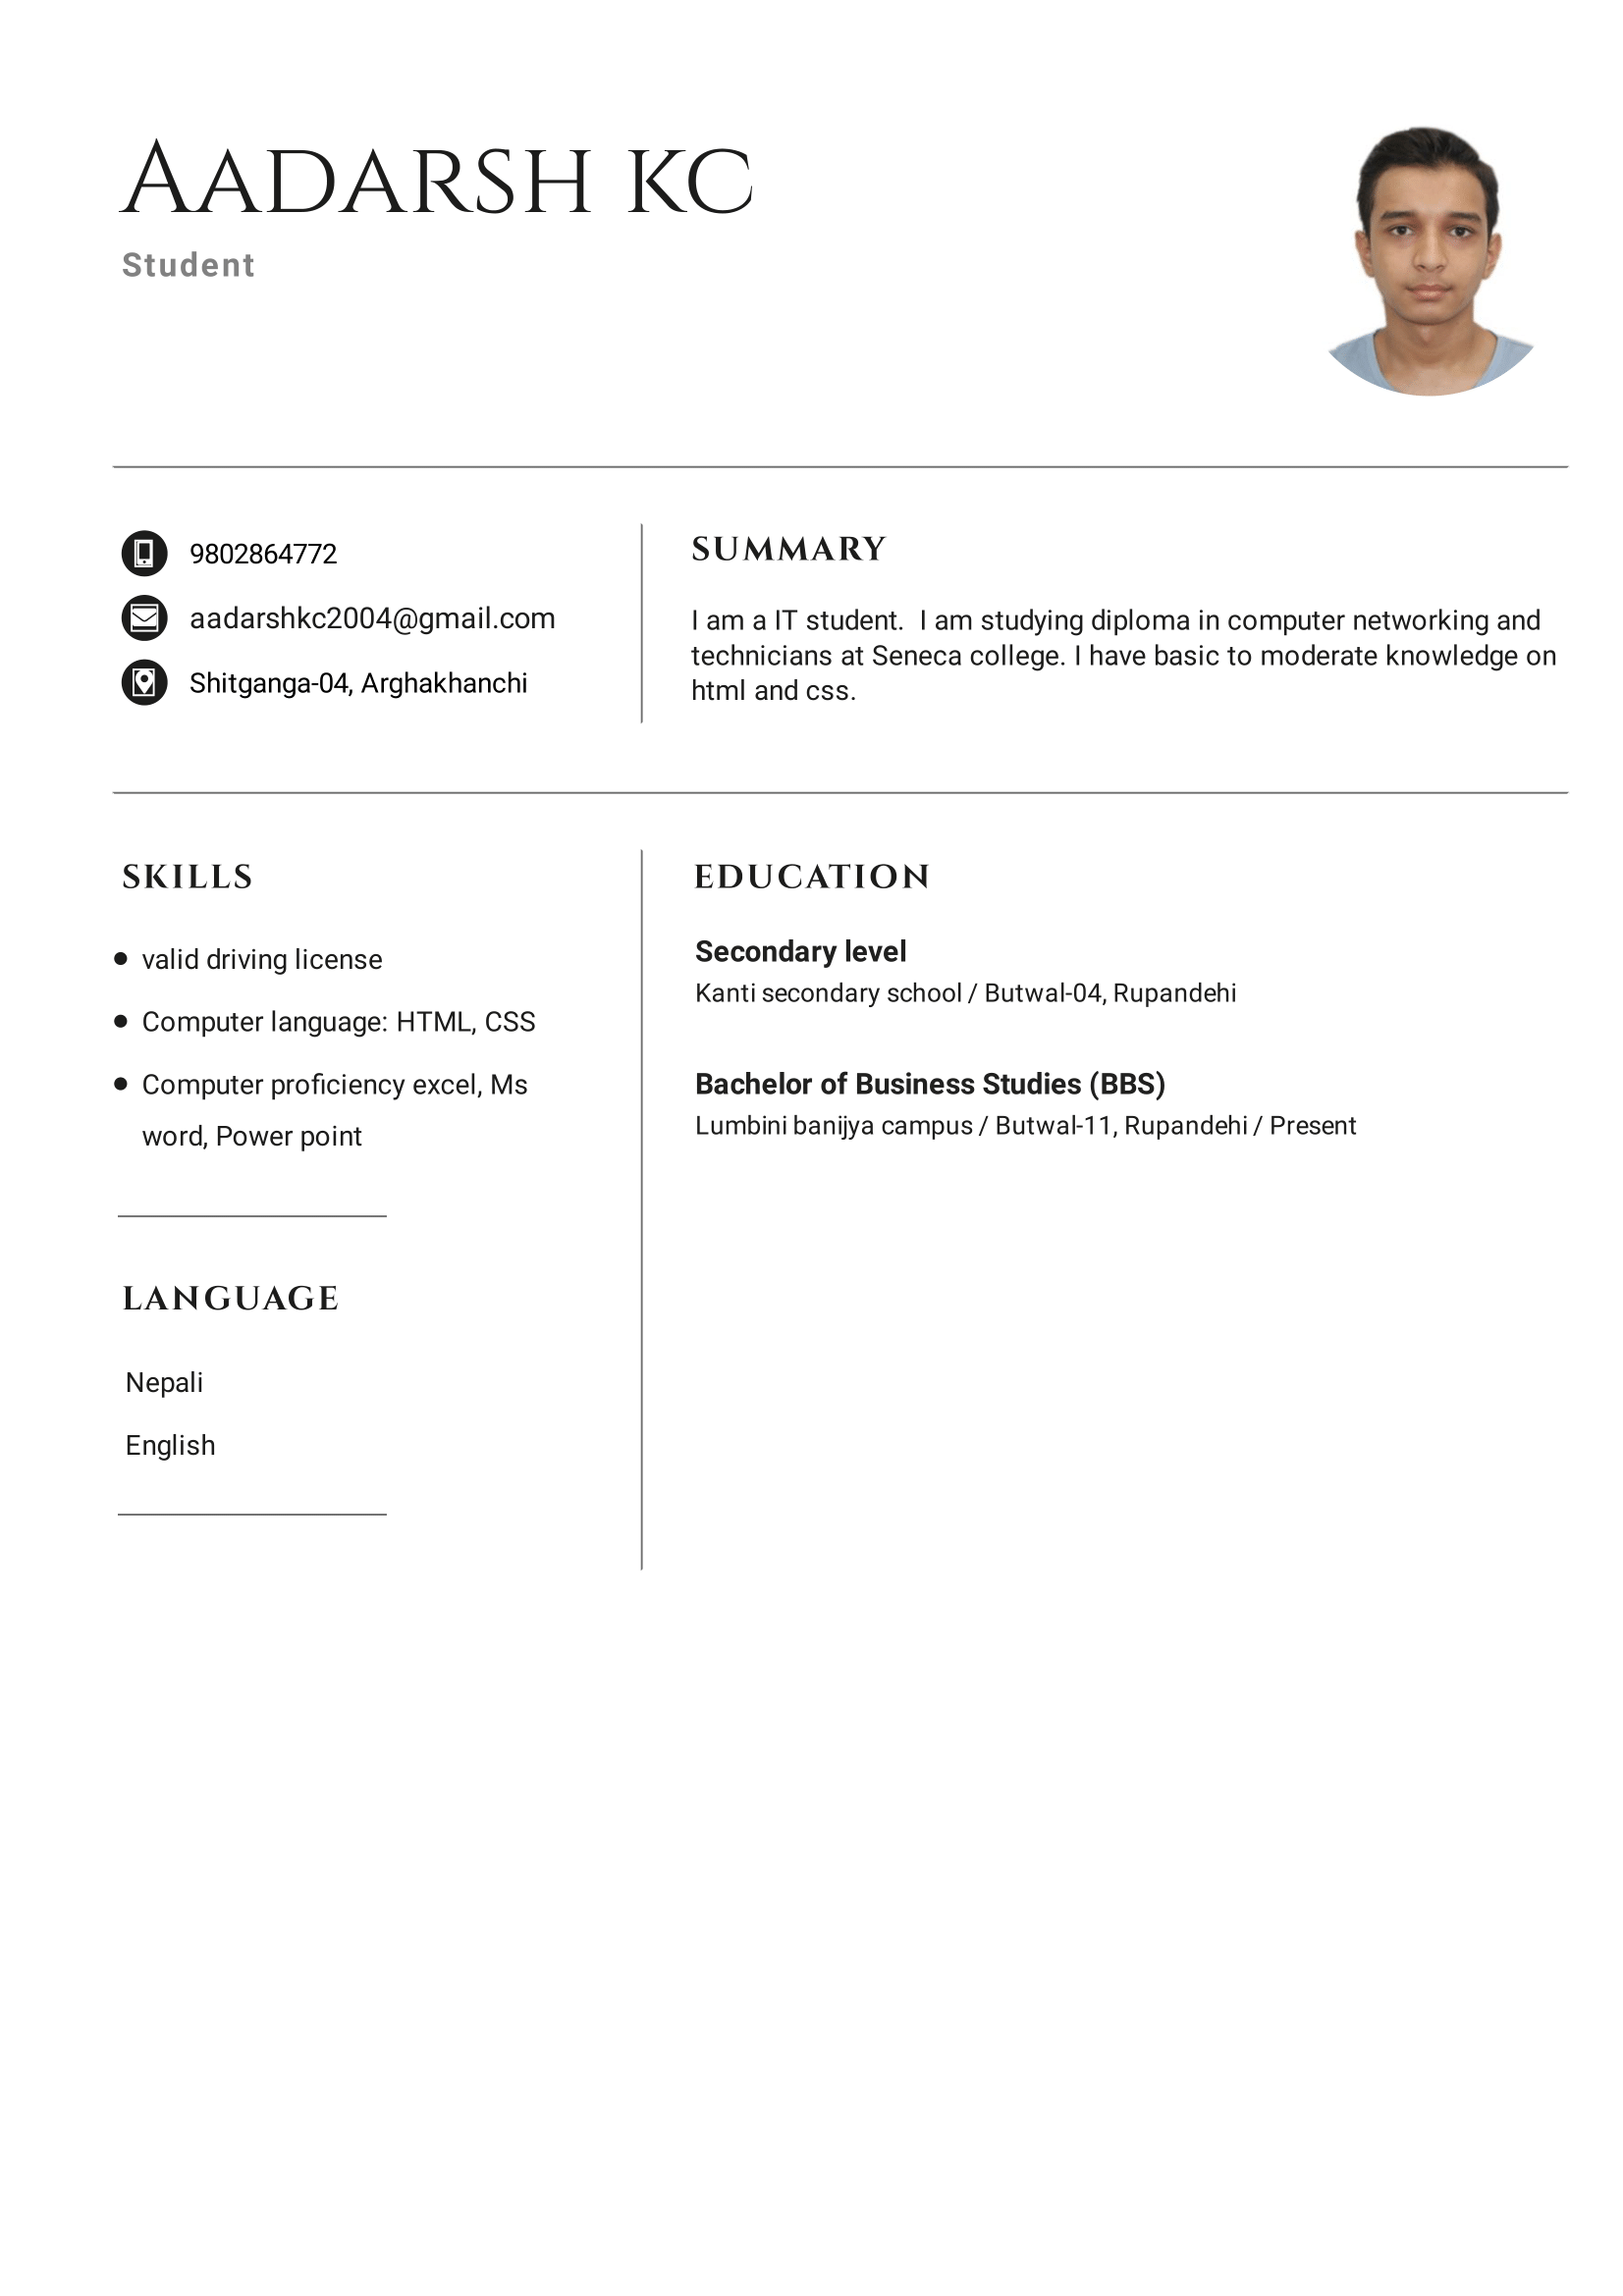 Aadarsh KC
Student
9802864772
aadarshkc2004@gmail.com
Shitganga-04, Arghakhanchi
SUMMARY
I am a IT student.  I am studying diploma in computer networking and
technicians at Seneca college. I have basic to moderate knowledge on
html and css.
SKILLS
valid driving license
Computer language: HTML, CSS
Computer proficiency excel, Ms
word, Power point
LANGUAGE
Nepali
English
EDUCATION
Secondary level
Kanti secondary school / Butwal-04, Rupandehi
Bachelor of Business Studies (BBS)
Lumbini banijya campus / Butwal-11, Rupandehi / Present